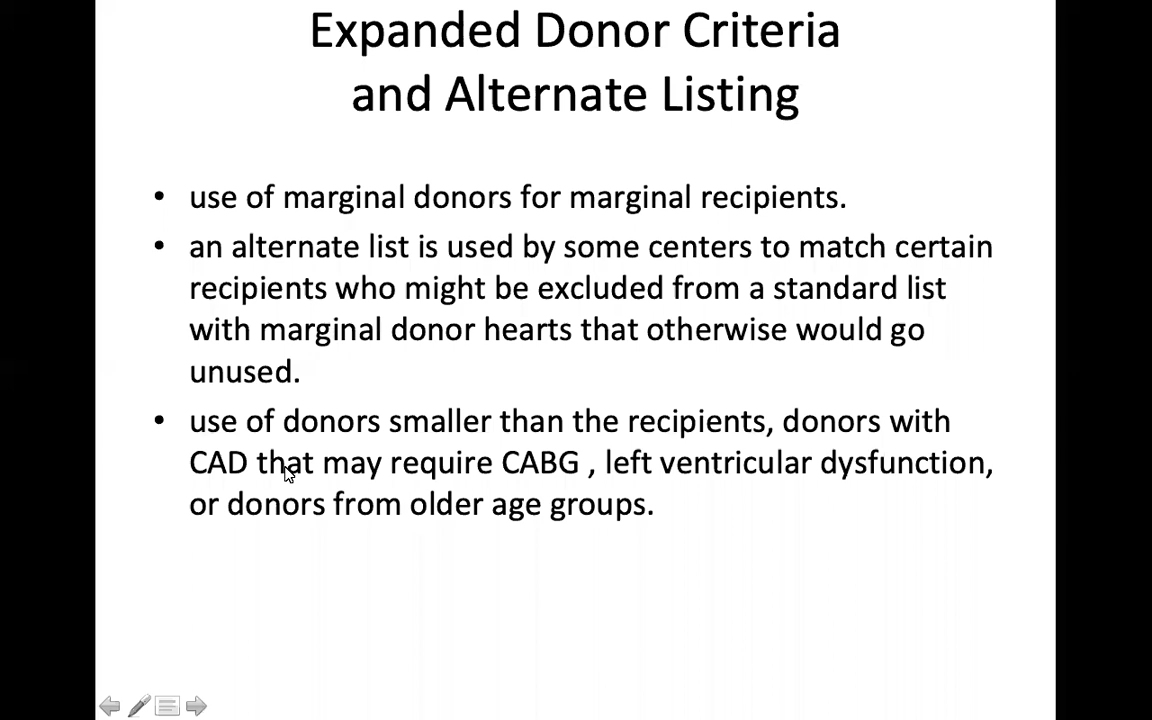 Expanded Donor Criteria
and Alternate Listing
• use of marginal donors for marginal recipients.
• an alternate list is used by some centers to match certain
recipients who might be excluded from a standard list
with marginal donor hearts that otherwise would go
unused.
• use of donors smaller than the recipients, donors with
CAD that may require CABG , left ventricular dysfunction,
or donors from older age groups.